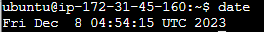 ubuntu@ip-172-31-45-160:~$ date
Fri Dec  8 04:54:15 UTC 2023